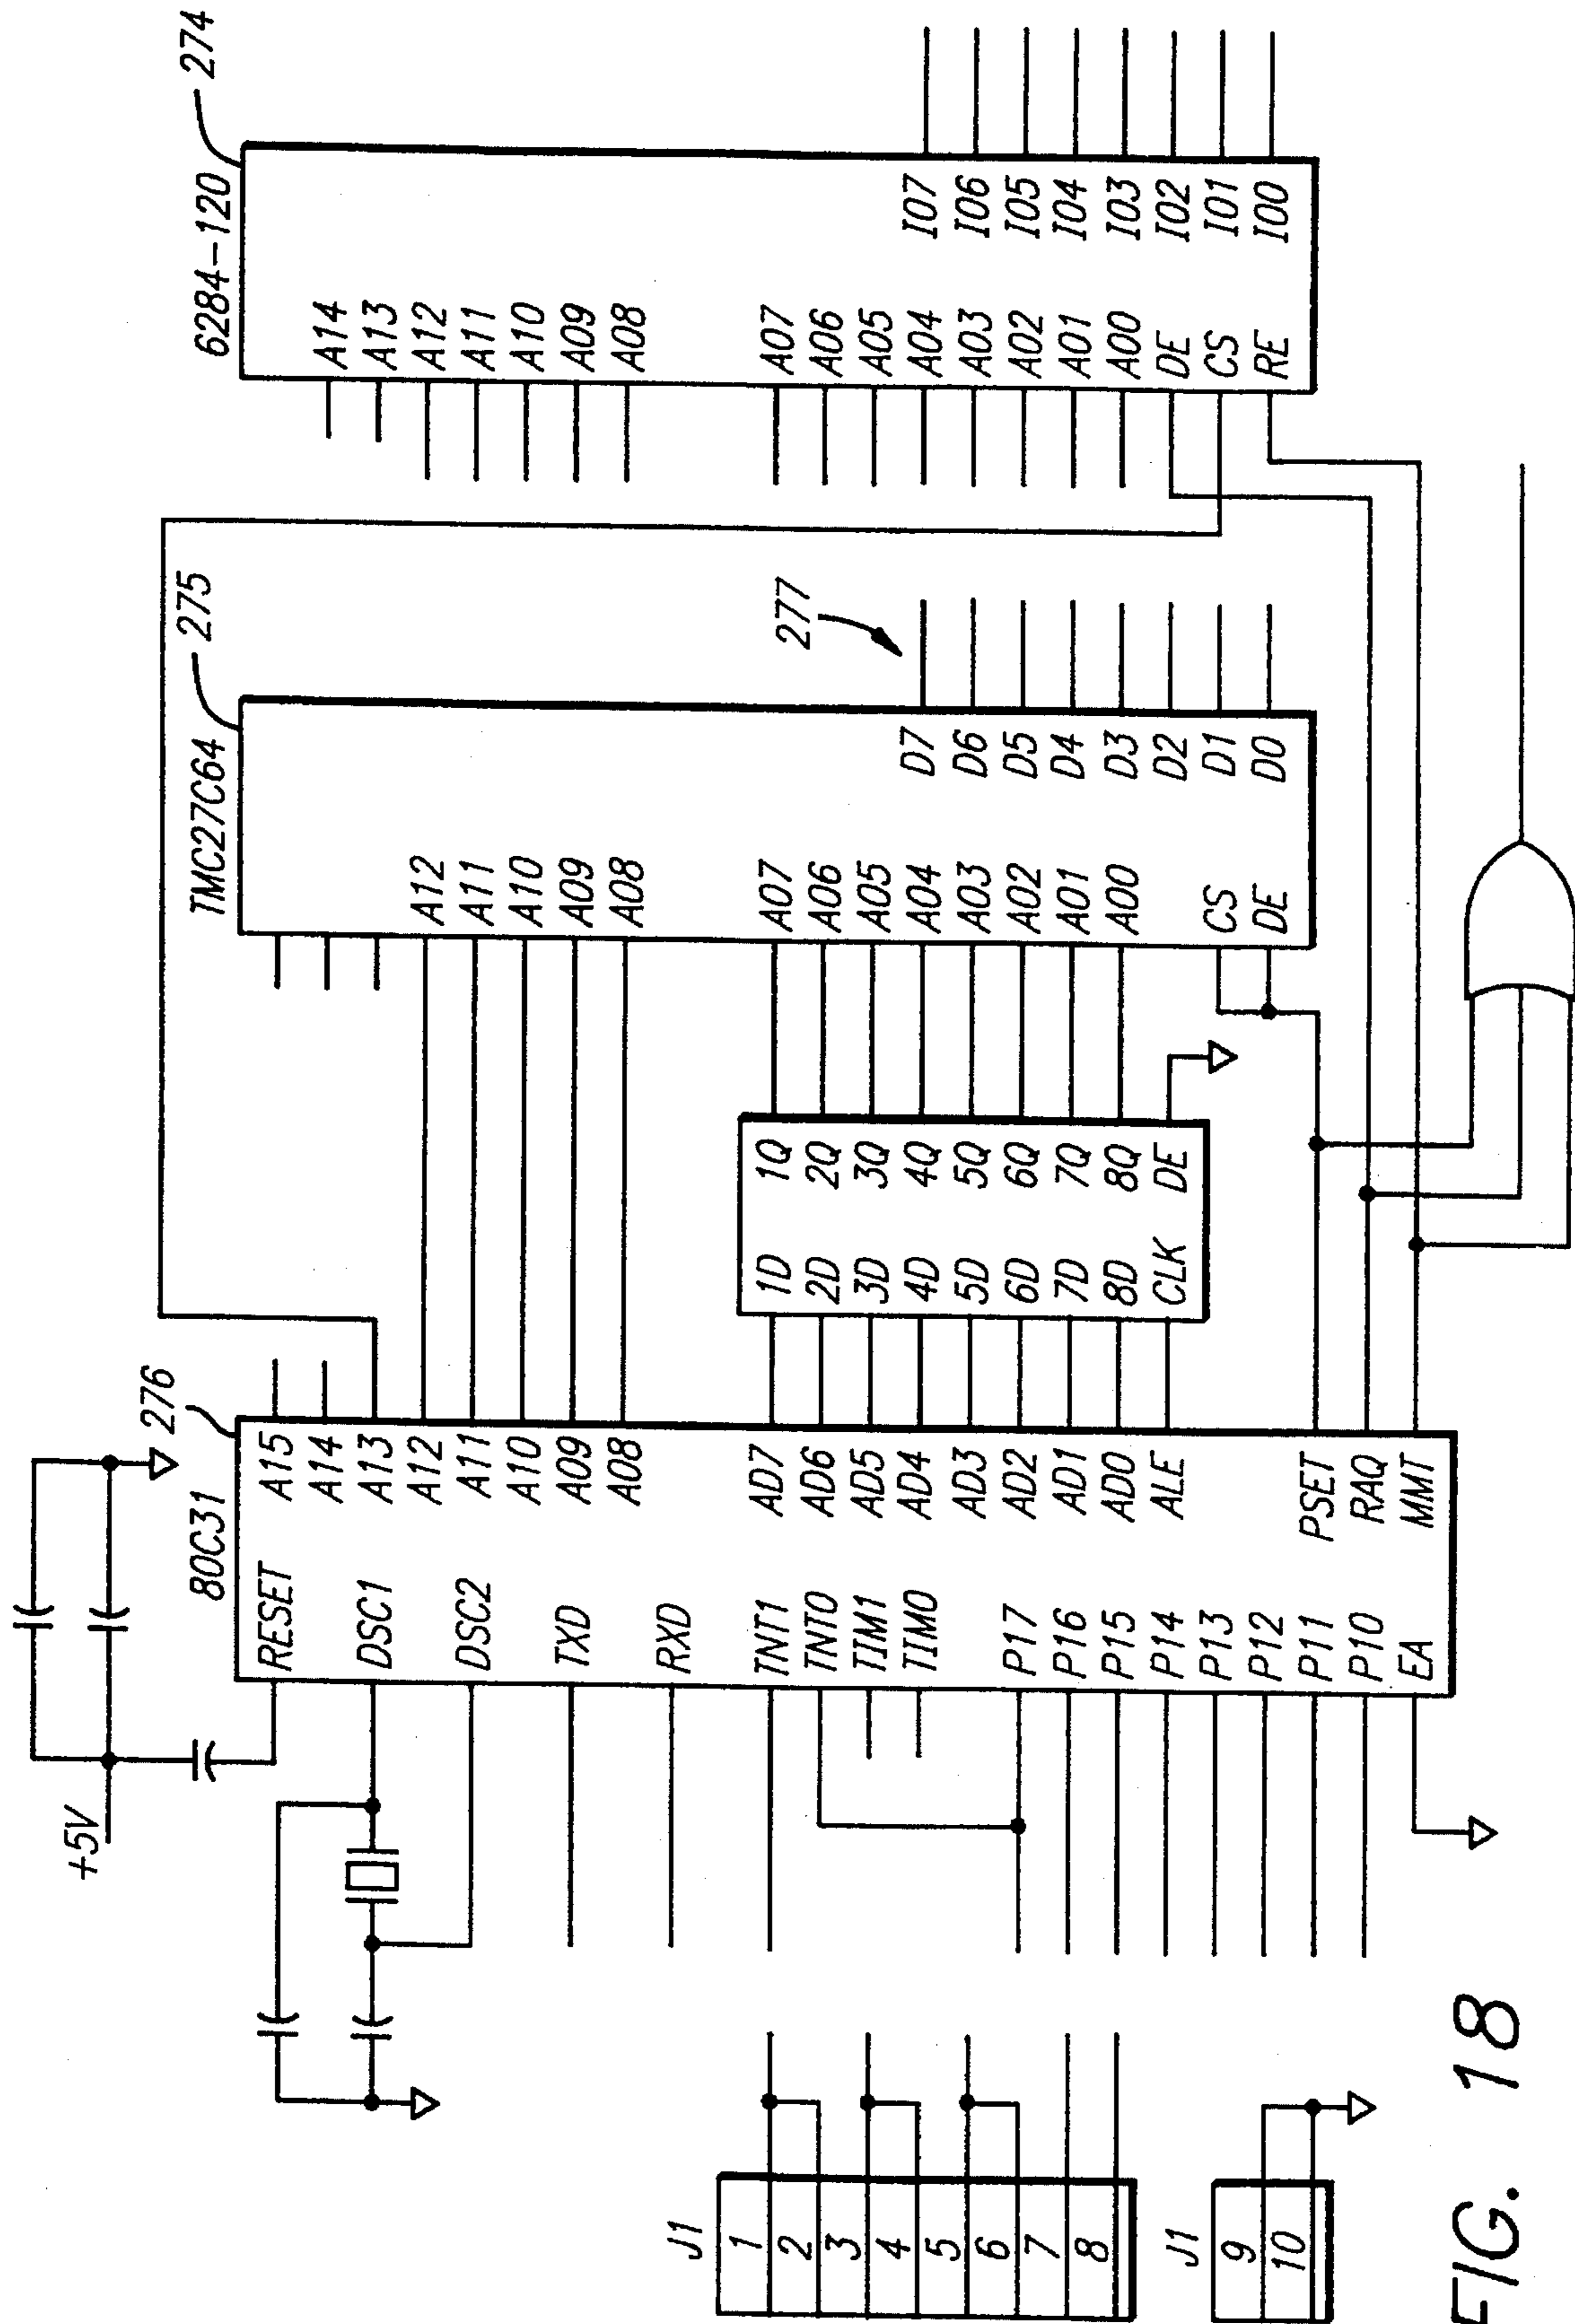 +5V
80C31
276
RESET
DSC1
DSC2
TXD
RXD
TNT1
TNT0
TIM1
TIM0
P17
P16
P15
P14
P13
P12
P11
P10
EA
A15
A14
A13
A12
A11
A10
A09
A08
AD7
AD6
AD5
AD4
AD3
AD2
AD1
AD0
ALE
PSET
RAQ
MMT
1D
2D
3D
4D
5D
6D
7D
8D
CLK
1Q
2Q
3Q
4Q
5Q
6Q
7Q
8Q
DE
TMC27C64
275
A12
A11
A10
A09
A08
A07
A06
A05
A04
A03
A02
A01
A00
CS
DE
D7
D6
D5
D4
D3
D2
D1
D0
277
6284-120
274
A14
A13
A12
A11
A10
A09
A08
A07
A06
A05
A04
A03
A02
A01
A00
DE
CS
RE
I07
I06
I05
I04
I03
I02
I01
I00
J1
1
2
3
4
5
6
7
8
J1
9
10
FIG. 18